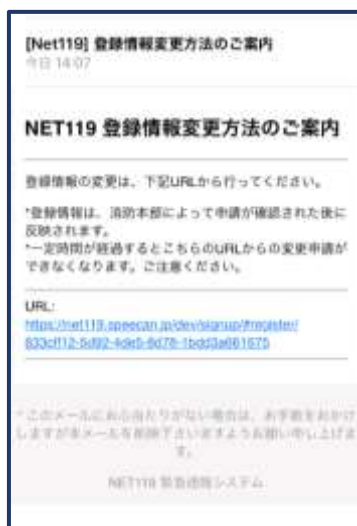 [Net119] 登録情報変更方法のご案内
今日 14:07
NET119 登録情報変更方法のご案内
登録情報の変更は、下記URLから行ってください。
*登録情報は、消防本部によって申請が確認された後に
反映されます。
*一定時間が経過するとこちらのURLからの変更申請が
できなくなります。ご注意ください。
URL:
https://net119.speecan.jp/dev/signup/#register/
833cff12-5d92-4de5-8d78-1bdd3a661675
*このメールにお心当たりがない場合は、お手数をおかけ
しますが本メールを削除下さいますようお願い申し上げま
す。
NET119 緊急通報システム